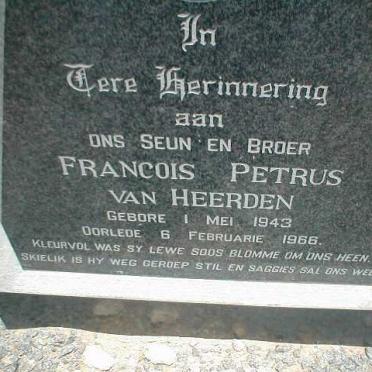 In
Tere Herinnering
aan
ONS SEUN EN BROER
FRANCOIS PETRUS
VAN HEERDEN
GEBORE 1 MEI 1943
OORLEDE 6 FEBRUARIE 1966.
KLEURVOL WAS SY LEWE SOOS BLOMME OM ONS HEEN.
SKIELIK IS HY WEG GEROEP STIL EN SAGGIES SAL ONS